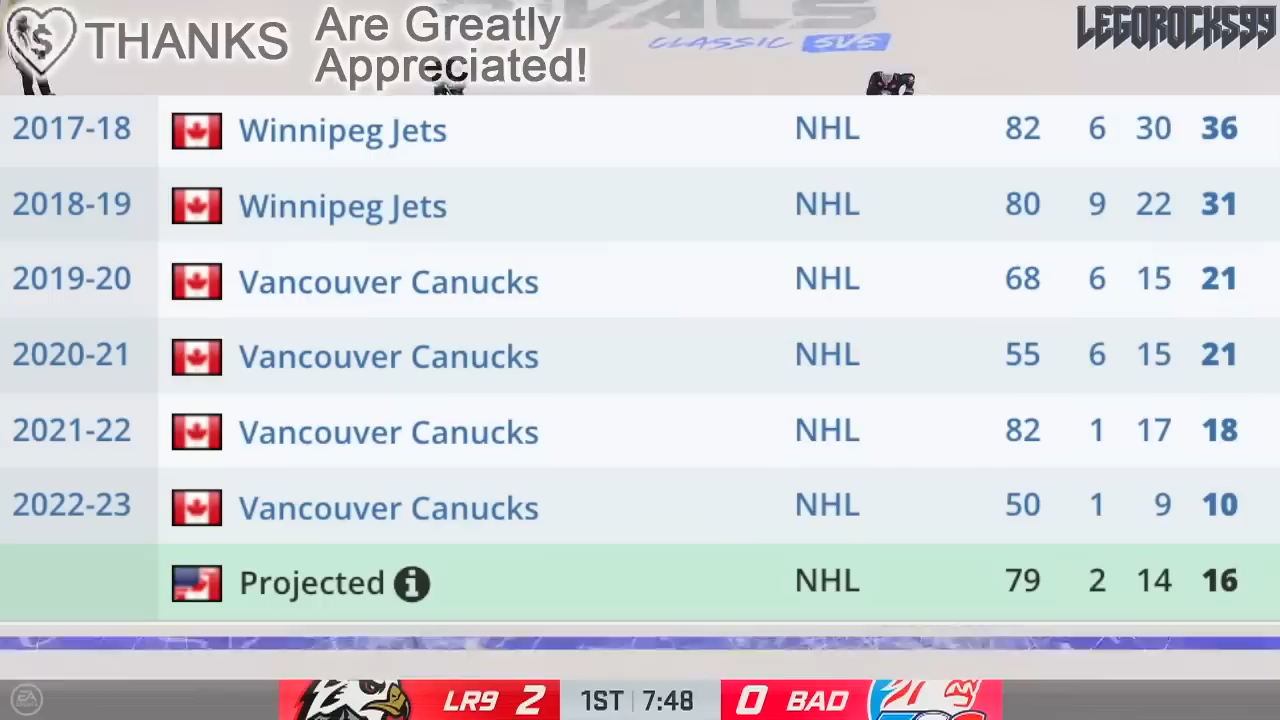 THANKS Are Greatly
Appreciated!
CLASSIC 5V5
LEGOROCKS99
2017-18 Winnipeg Jets NHL 82 6 30 36
2018-19 Winnipeg Jets NHL 80 9 22 31
2019-20 Vancouver Canucks NHL 68 6 15 21
2020-21 Vancouver Canucks NHL 55 6 15 21
2021-22 Vancouver Canucks NHL 82 1 17 18
2022-23 Vancouver Canucks NHL 50 1 9 10
Projected NHL 79 2 14 16
EA
LR9 2 1ST 7:48 0 BAD